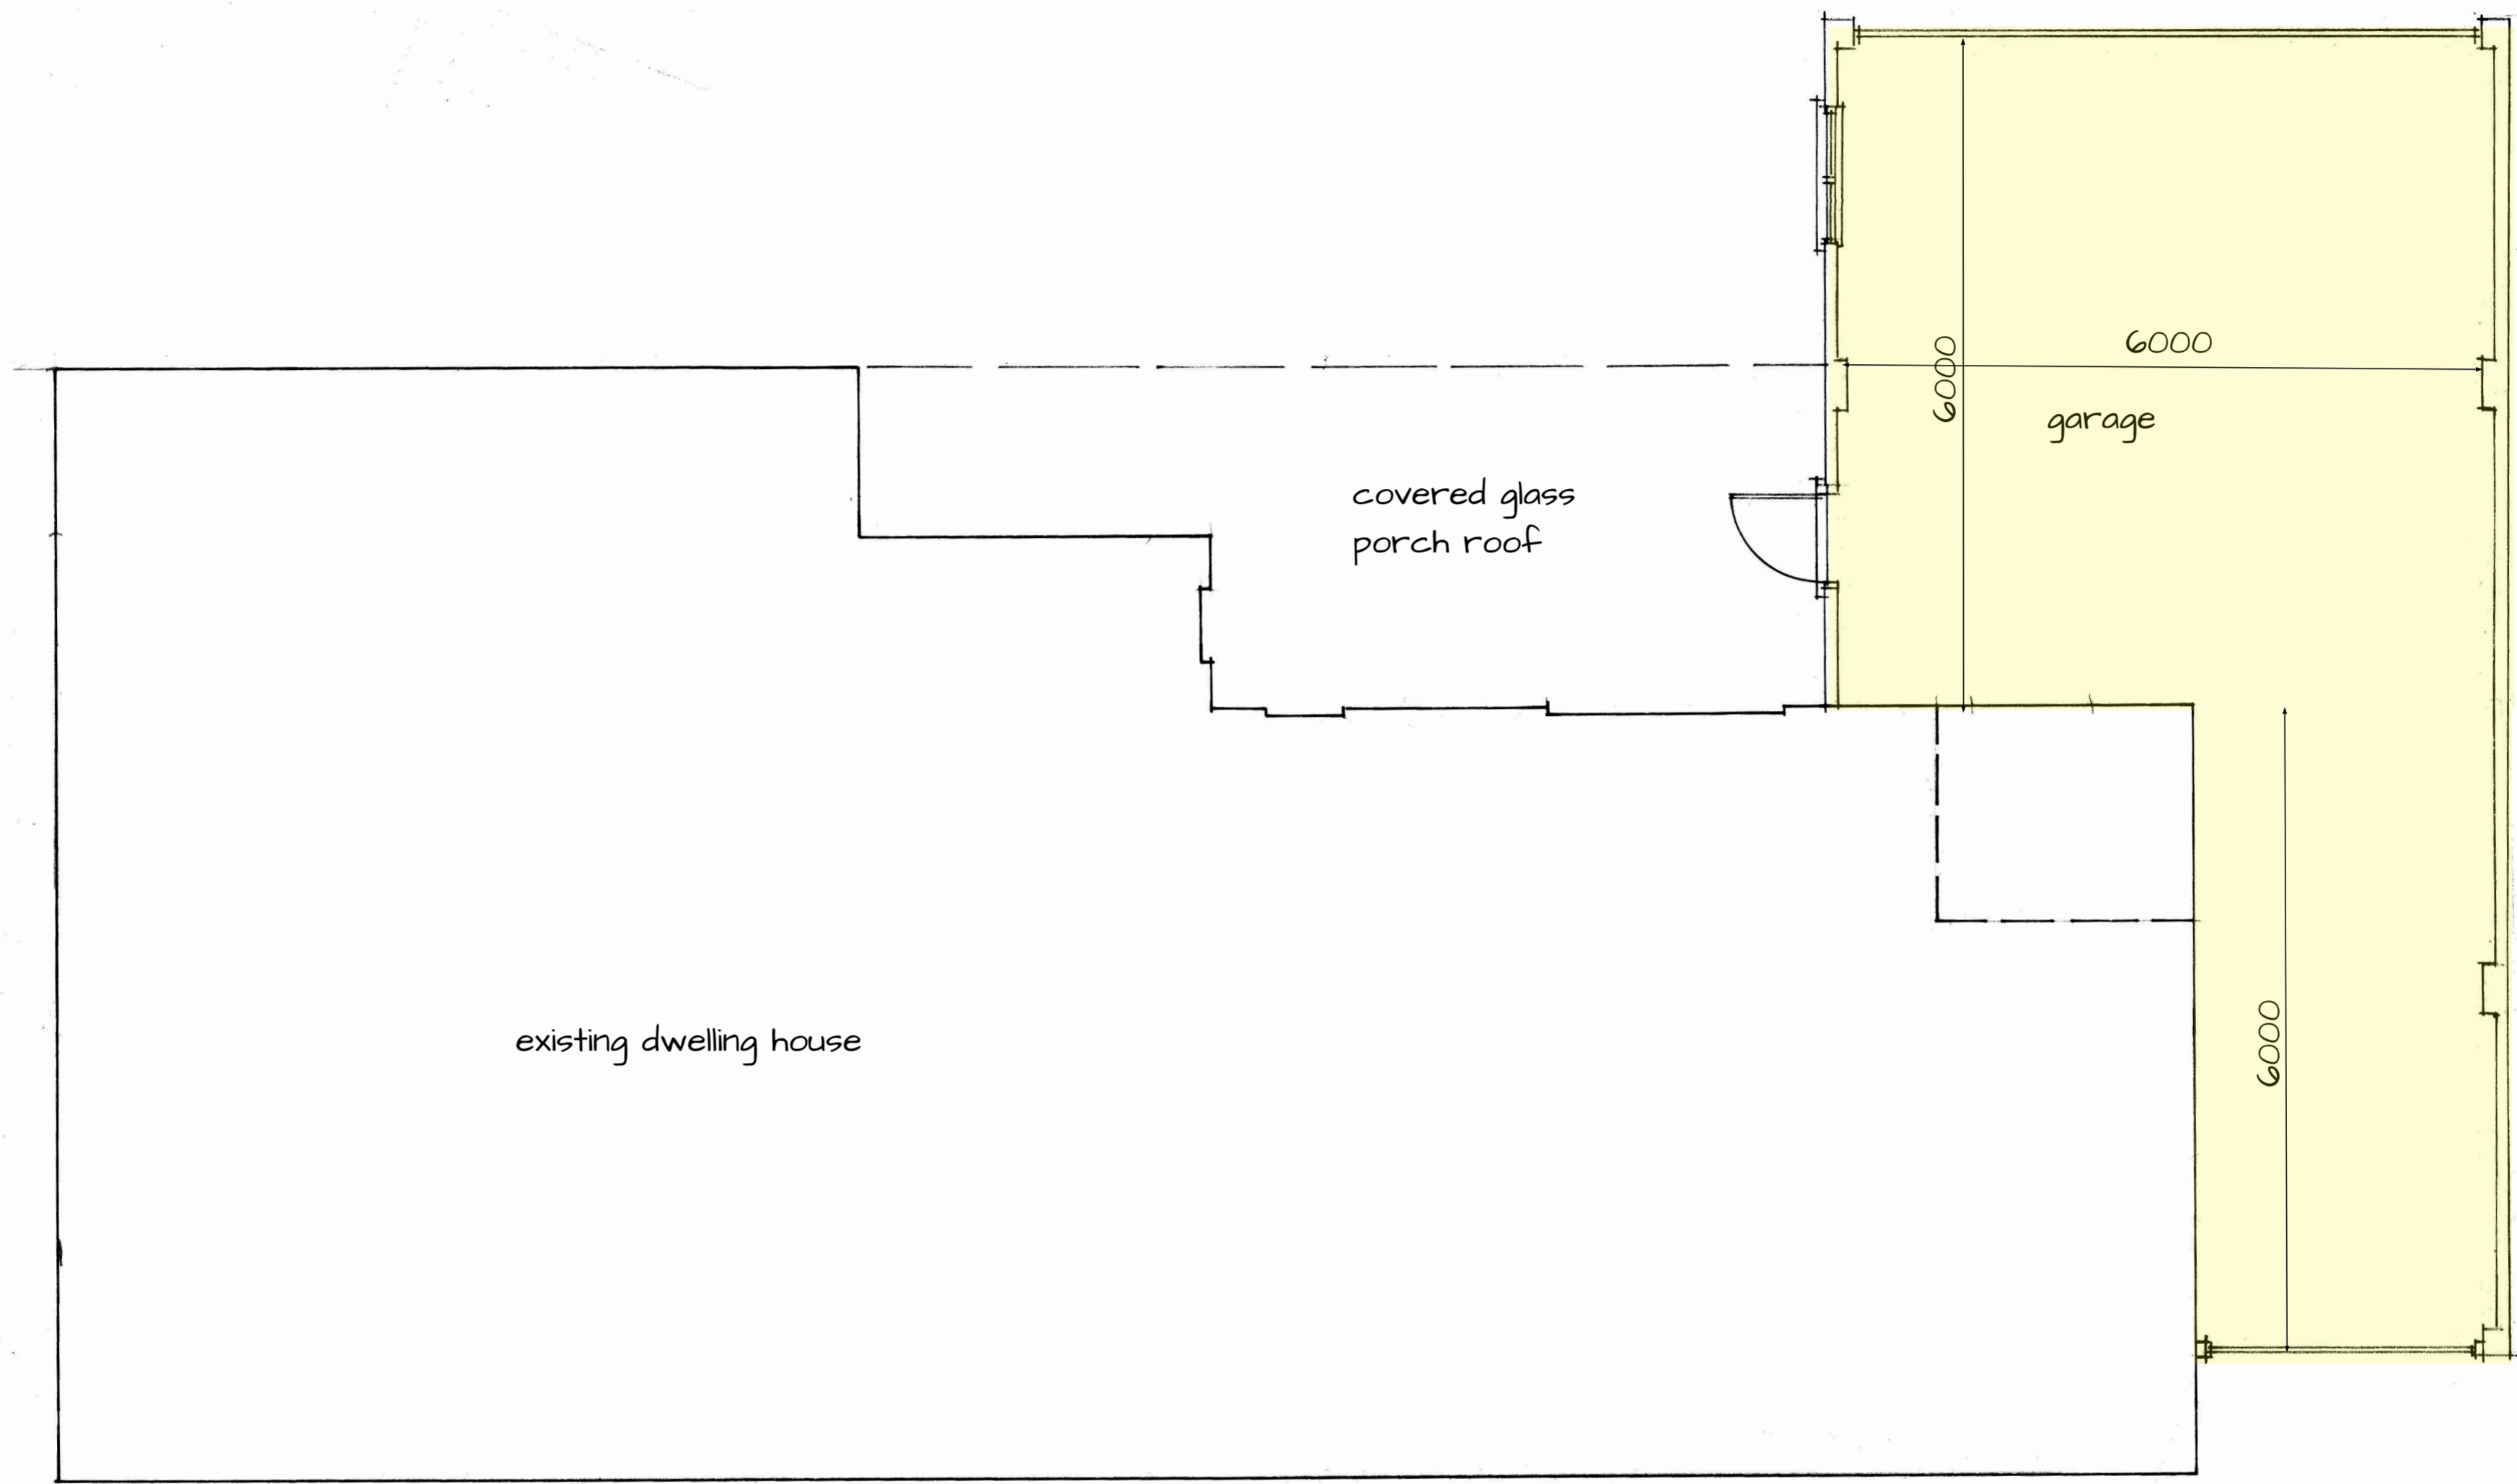 6000
6000
garage
covered glass
porch roof
existing dwelling house
6000